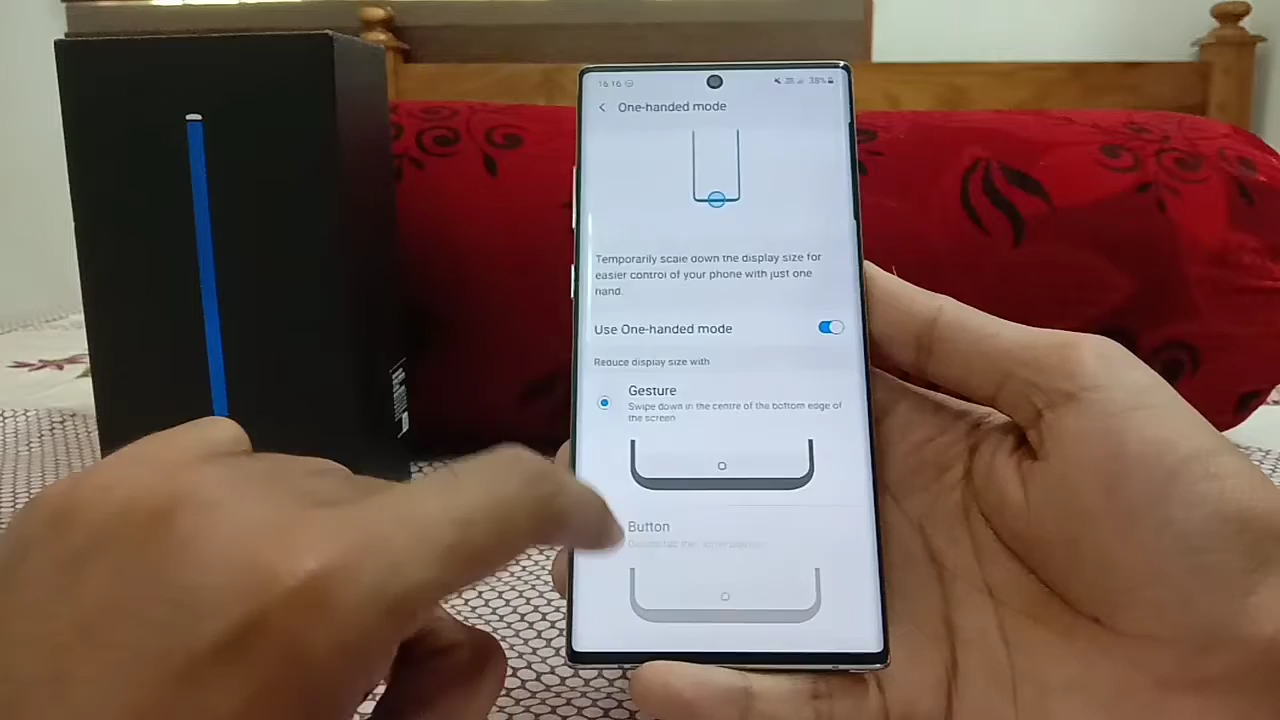 16:16
38%
One-handed mode
Temporarily scale down the display size for
easier control of your phone with just one
hand.
Use One-handed mode
Reduce display size with
Gesture
Swipe down in the centre of the bottom edge of
the screen
Button